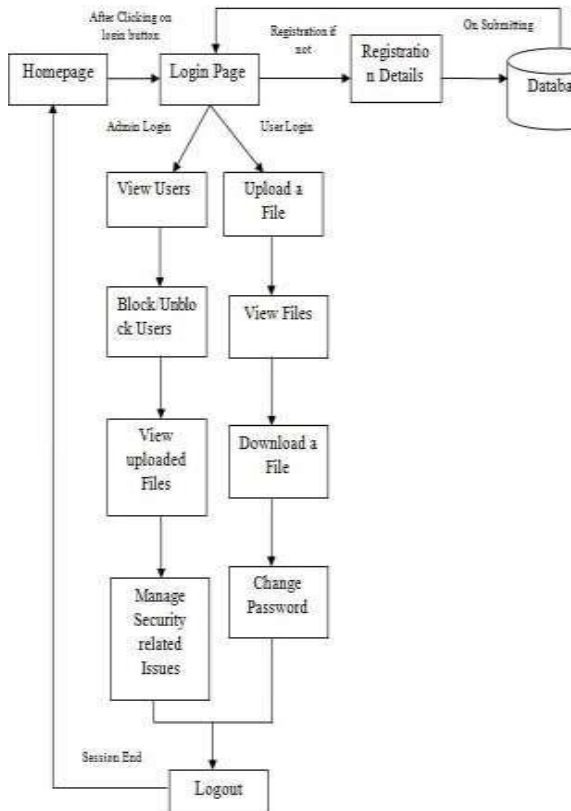 After Clicking on
login button
Homepage
Login Page
Registration if
not
Registratio
n Details
On Submitting
Databa
Admin Login
User Login
View Users
Upload a
File
Block/Unblo
ck Users
View Files
View
uploaded
Files
Download a
File
Manage
Security
related
Issues
Change
Password
Session End
Logout